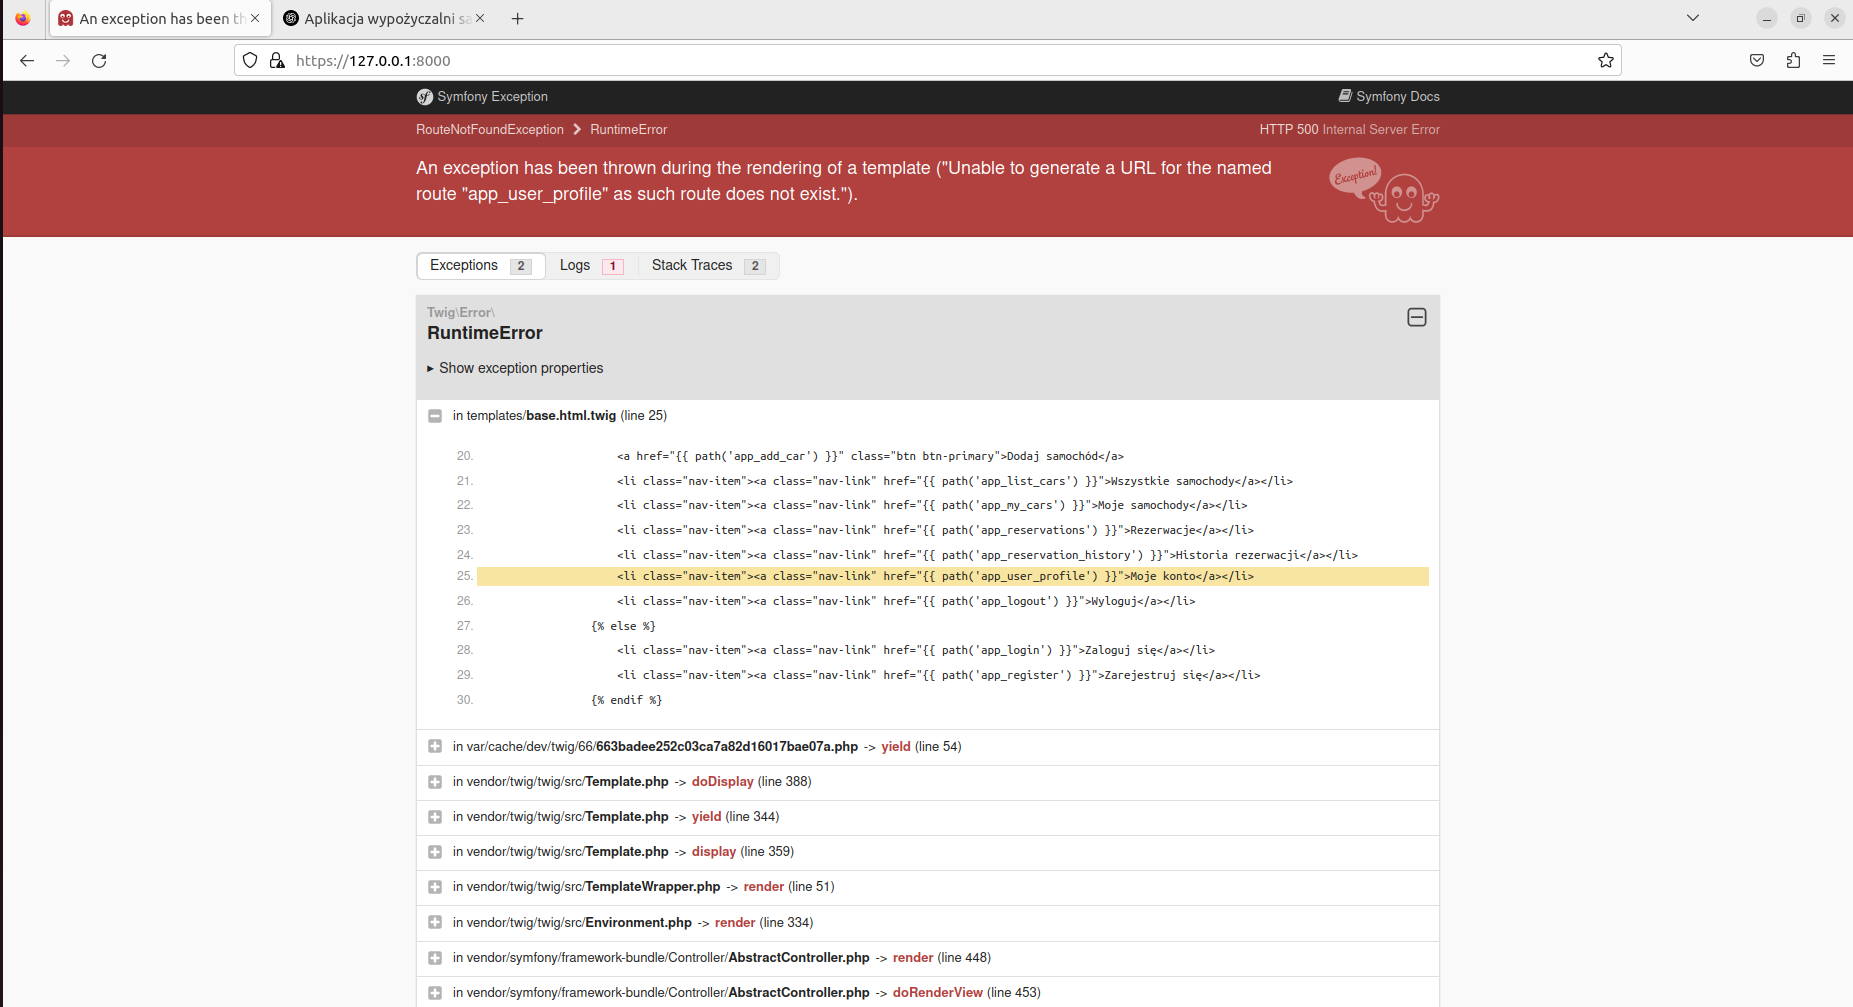 An exception has been th
Aplikacja wypożyczalni sa
https://127.0.0.1:8000
Symfony Exception
Symfony Docs
RouteNotFoundException
RuntimeError
HTTP 500 Internal Server Error
An exception has been thrown during the rendering of a template ("Unable to generate a URL for the named
route "app_user_profile" as such route does not exist.").
Exception!
Exceptions 2
Logs 1
Stack Traces 2
Twig\Error\
RuntimeError
Show exception properties
in templates/base.html.twig (line 25)
20. <a href="{{ path('app_add_car') }}" class="btn btn-primary">Dodaj samochód</a>
21. <li class="nav-item"><a class="nav-link" href="{{ path('app_list_cars') }}">Wszystkie samochody</a></li>
22. <li class="nav-item"><a class="nav-link" href="{{ path('app_my_cars') }}">Moje samochody</a></li>
23. <li class="nav-item"><a class="nav-link" href="{{ path('app_reservations') }}">Rezerwacje</a></li>
24. <li class="nav-item"><a class="nav-link" href="{{ path('app_reservation_history') }}">Historia rezerwacji</a></li>
25. <li class="nav-item"><a class="nav-link" href="{{ path('app_user_profile') }}">Moje konto</a></li>
26. <li class="nav-item"><a class="nav-link" href="{{ path('app_logout') }}">Wyloguj</a></li>
27. {% else %}
28. <li class="nav-item"><a class="nav-link" href="{{ path('app_login') }}">Zaloguj się</a></li>
29. <li class="nav-item"><a class="nav-link" href="{{ path('app_register') }}">Zarejestruj się</a></li>
30. {% endif %}
in var/cache/dev/twig/66/663badee252c03ca7a82d16017bae07a.php -> yield (line 54)
in vendor/twig/twig/src/Template.php -> doDisplay (line 388)
in vendor/twig/twig/src/Template.php -> yield (line 344)
in vendor/twig/twig/src/Template.php -> display (line 359)
in vendor/twig/twig/src/TemplateWrapper.php -> render (line 51)
in vendor/twig/twig/src/Environment.php -> render (line 334)
in vendor/symfony/framework-bundle/Controller/AbstractController.php -> render (line 448)
in vendor/symfony/framework-bundle/Controller/AbstractController.php -> doRenderView (line 453)